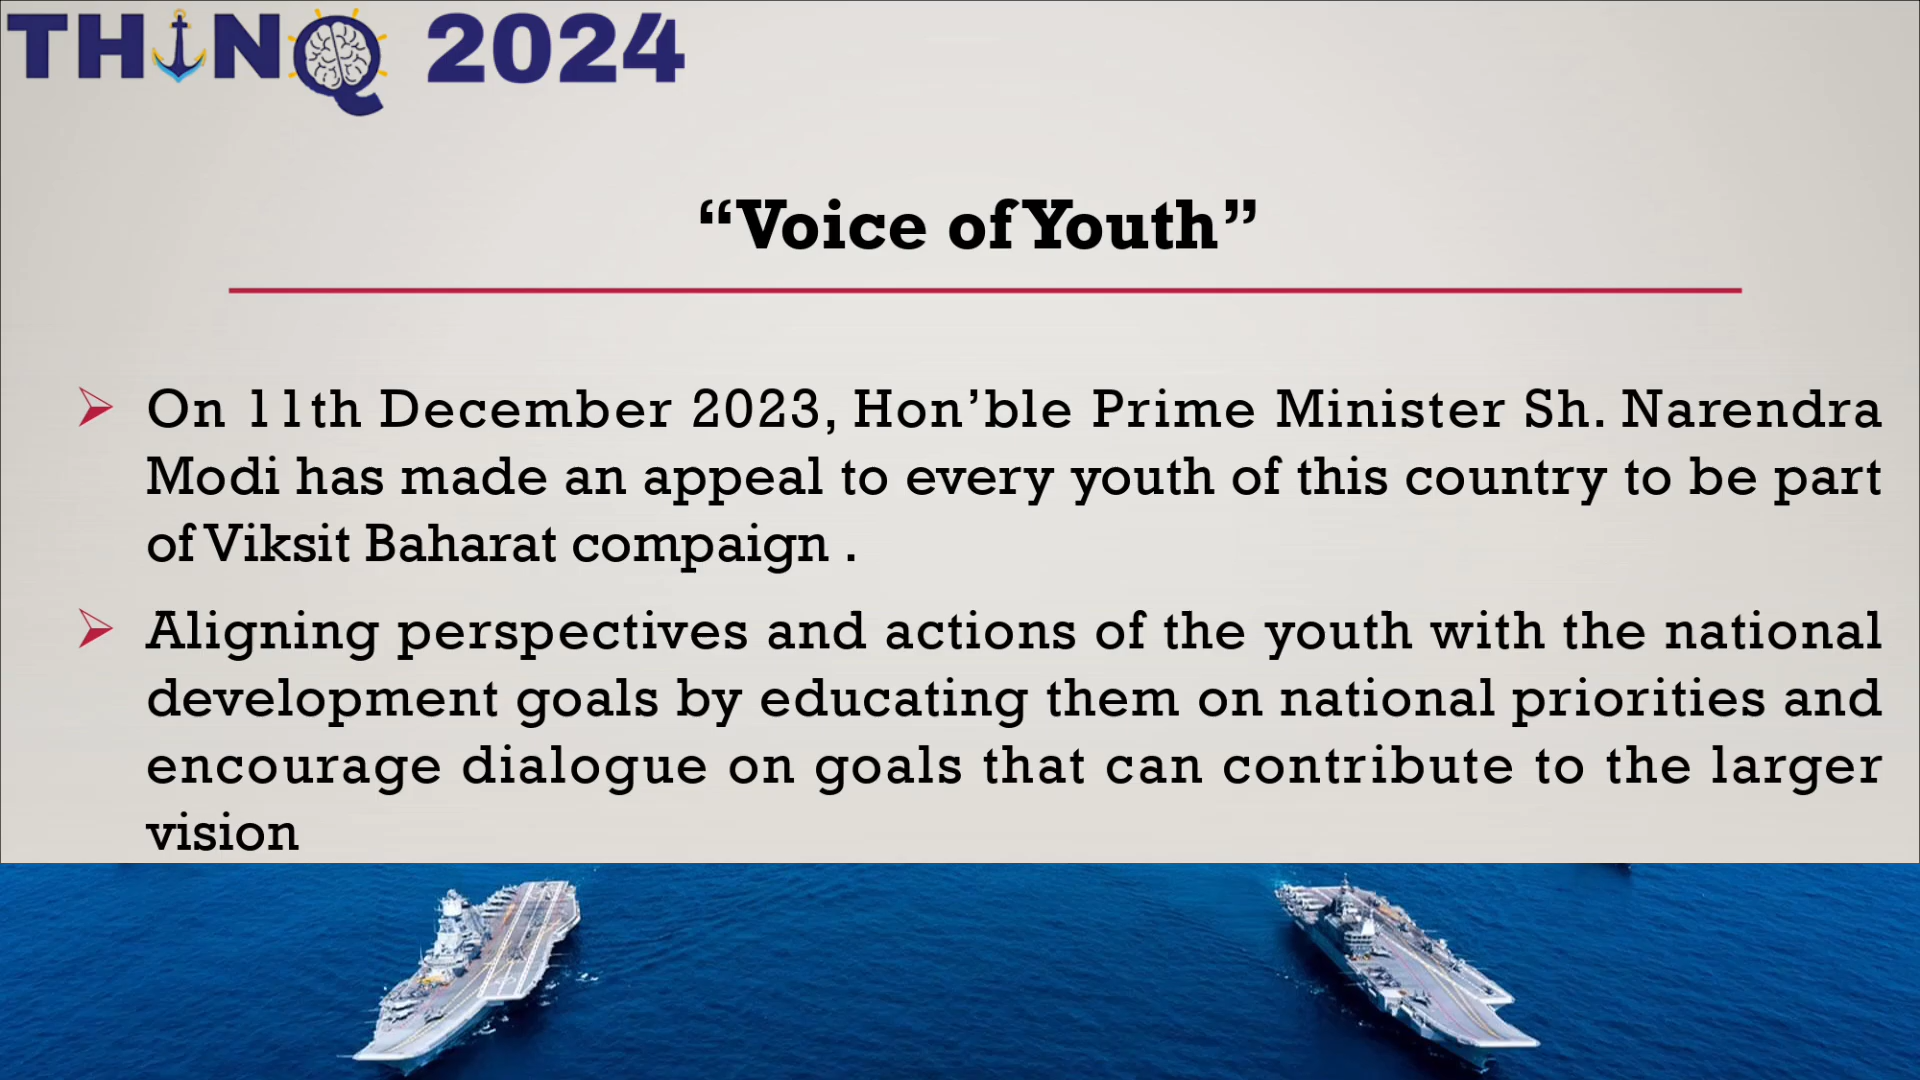 THINQ 2024
“Voice of Youth”
On 11th December 2023, Hon’ble Prime Minister Sh. Narendra
Modi has made an appeal to every youth of this country to be part
of Viksit Baharat compaign .
Aligning perspectives and actions of the youth with the national
development goals by educating them on national priorities and
encourage dialogue on goals that can contribute to the larger
vision